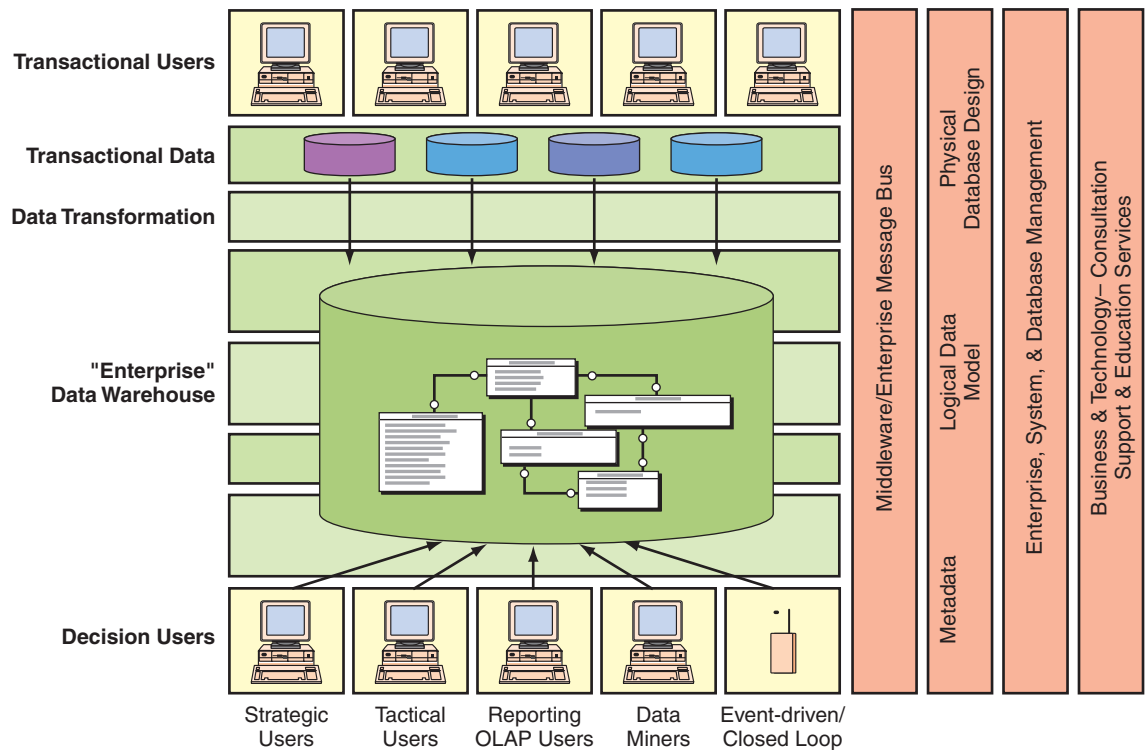 Transactional Users
Transactional Data
Data Transformation
"Enterprise"
Data Warehouse
Decision Users
Strategic
Users
Tactical
Users
Reporting
OLAP Users
Data
Miners
Event-driven/
Closed Loop
Middleware/Enterprise Message Bus
Physical
Database Design
Logical Data
Model
Metadata
Enterprise, System, & Database Management
Business & Technology– Consultation
Support & Education Services